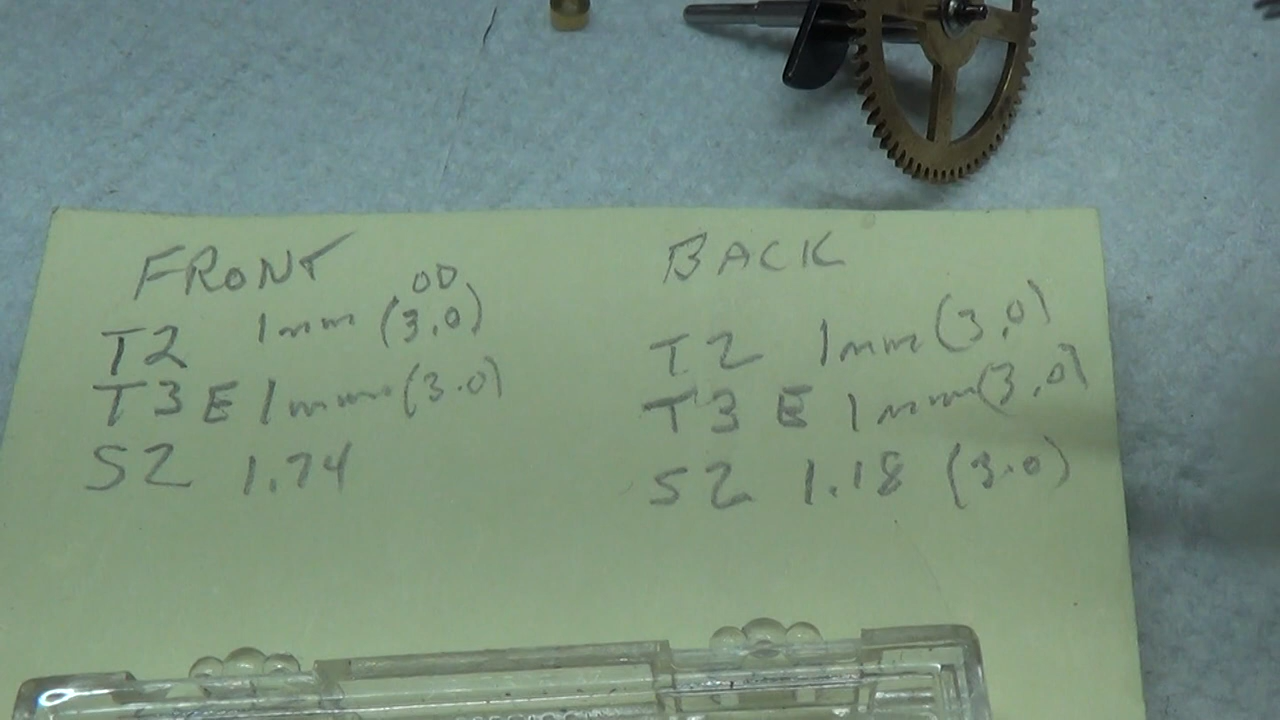 FRONT
OD
T2 1mm (3.0)
T3 E 1mm (3.0)
S2 1.74
BACK
T2 1mm (3.0)
T3 E 1mm (3.0)
S2 1.18 (3.0)